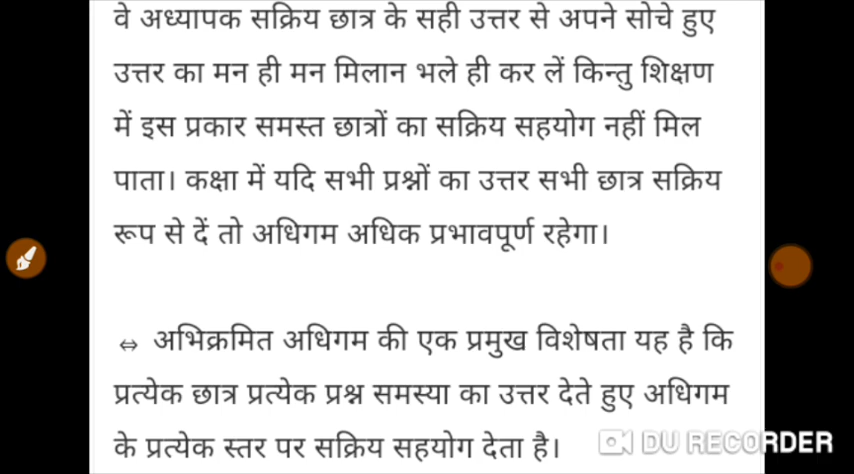 वे अध्यापक सक्रिय छात्र के सही उत्तर से अपने सोचे हुए
उत्तर का मन ही मन मिलान भले ही कर लें किन्तु शिक्षण
में इस प्रकार समस्त छात्रों का सक्रिय सहयोग नहीं मिल
पाता। कक्षा में यदि सभी प्रश्नों का उत्तर सभी छात्र सक्रिय
रूप से दें तो अधिगम अधिक प्रभावपूर्ण रहेगा।
⇔ अभिक्रमित अधिगम की एक प्रमुख विशेषता यह है कि
प्रत्येक छात्र प्रत्येक प्रश्न समस्या का उत्तर देते हुए अधिगम
के प्रत्येक स्तर पर सक्रिय सहयोग देता है।
DU RECORDER